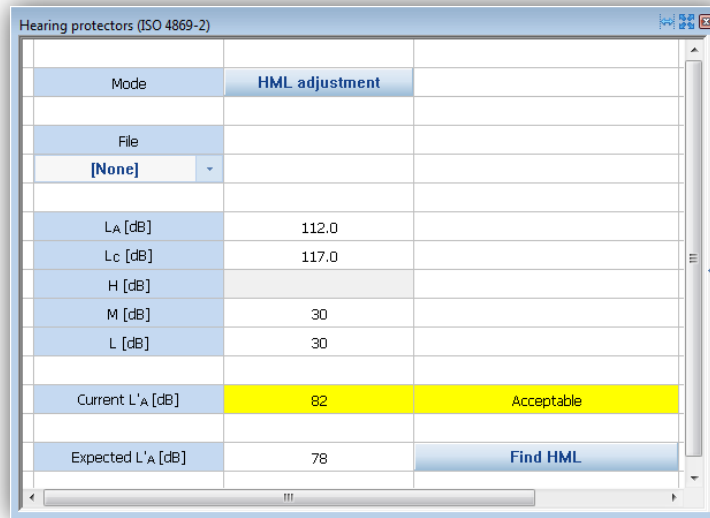 Hearing protectors (ISO 4869-2)
Mode HML adjustment
File
[None]
LA [dB] 112.0
LC [dB] 117.0
H [dB]
M [dB] 30
L [dB] 30
Current L'A [dB] 82 Acceptable
Expected L'A [dB] 78 Find HML